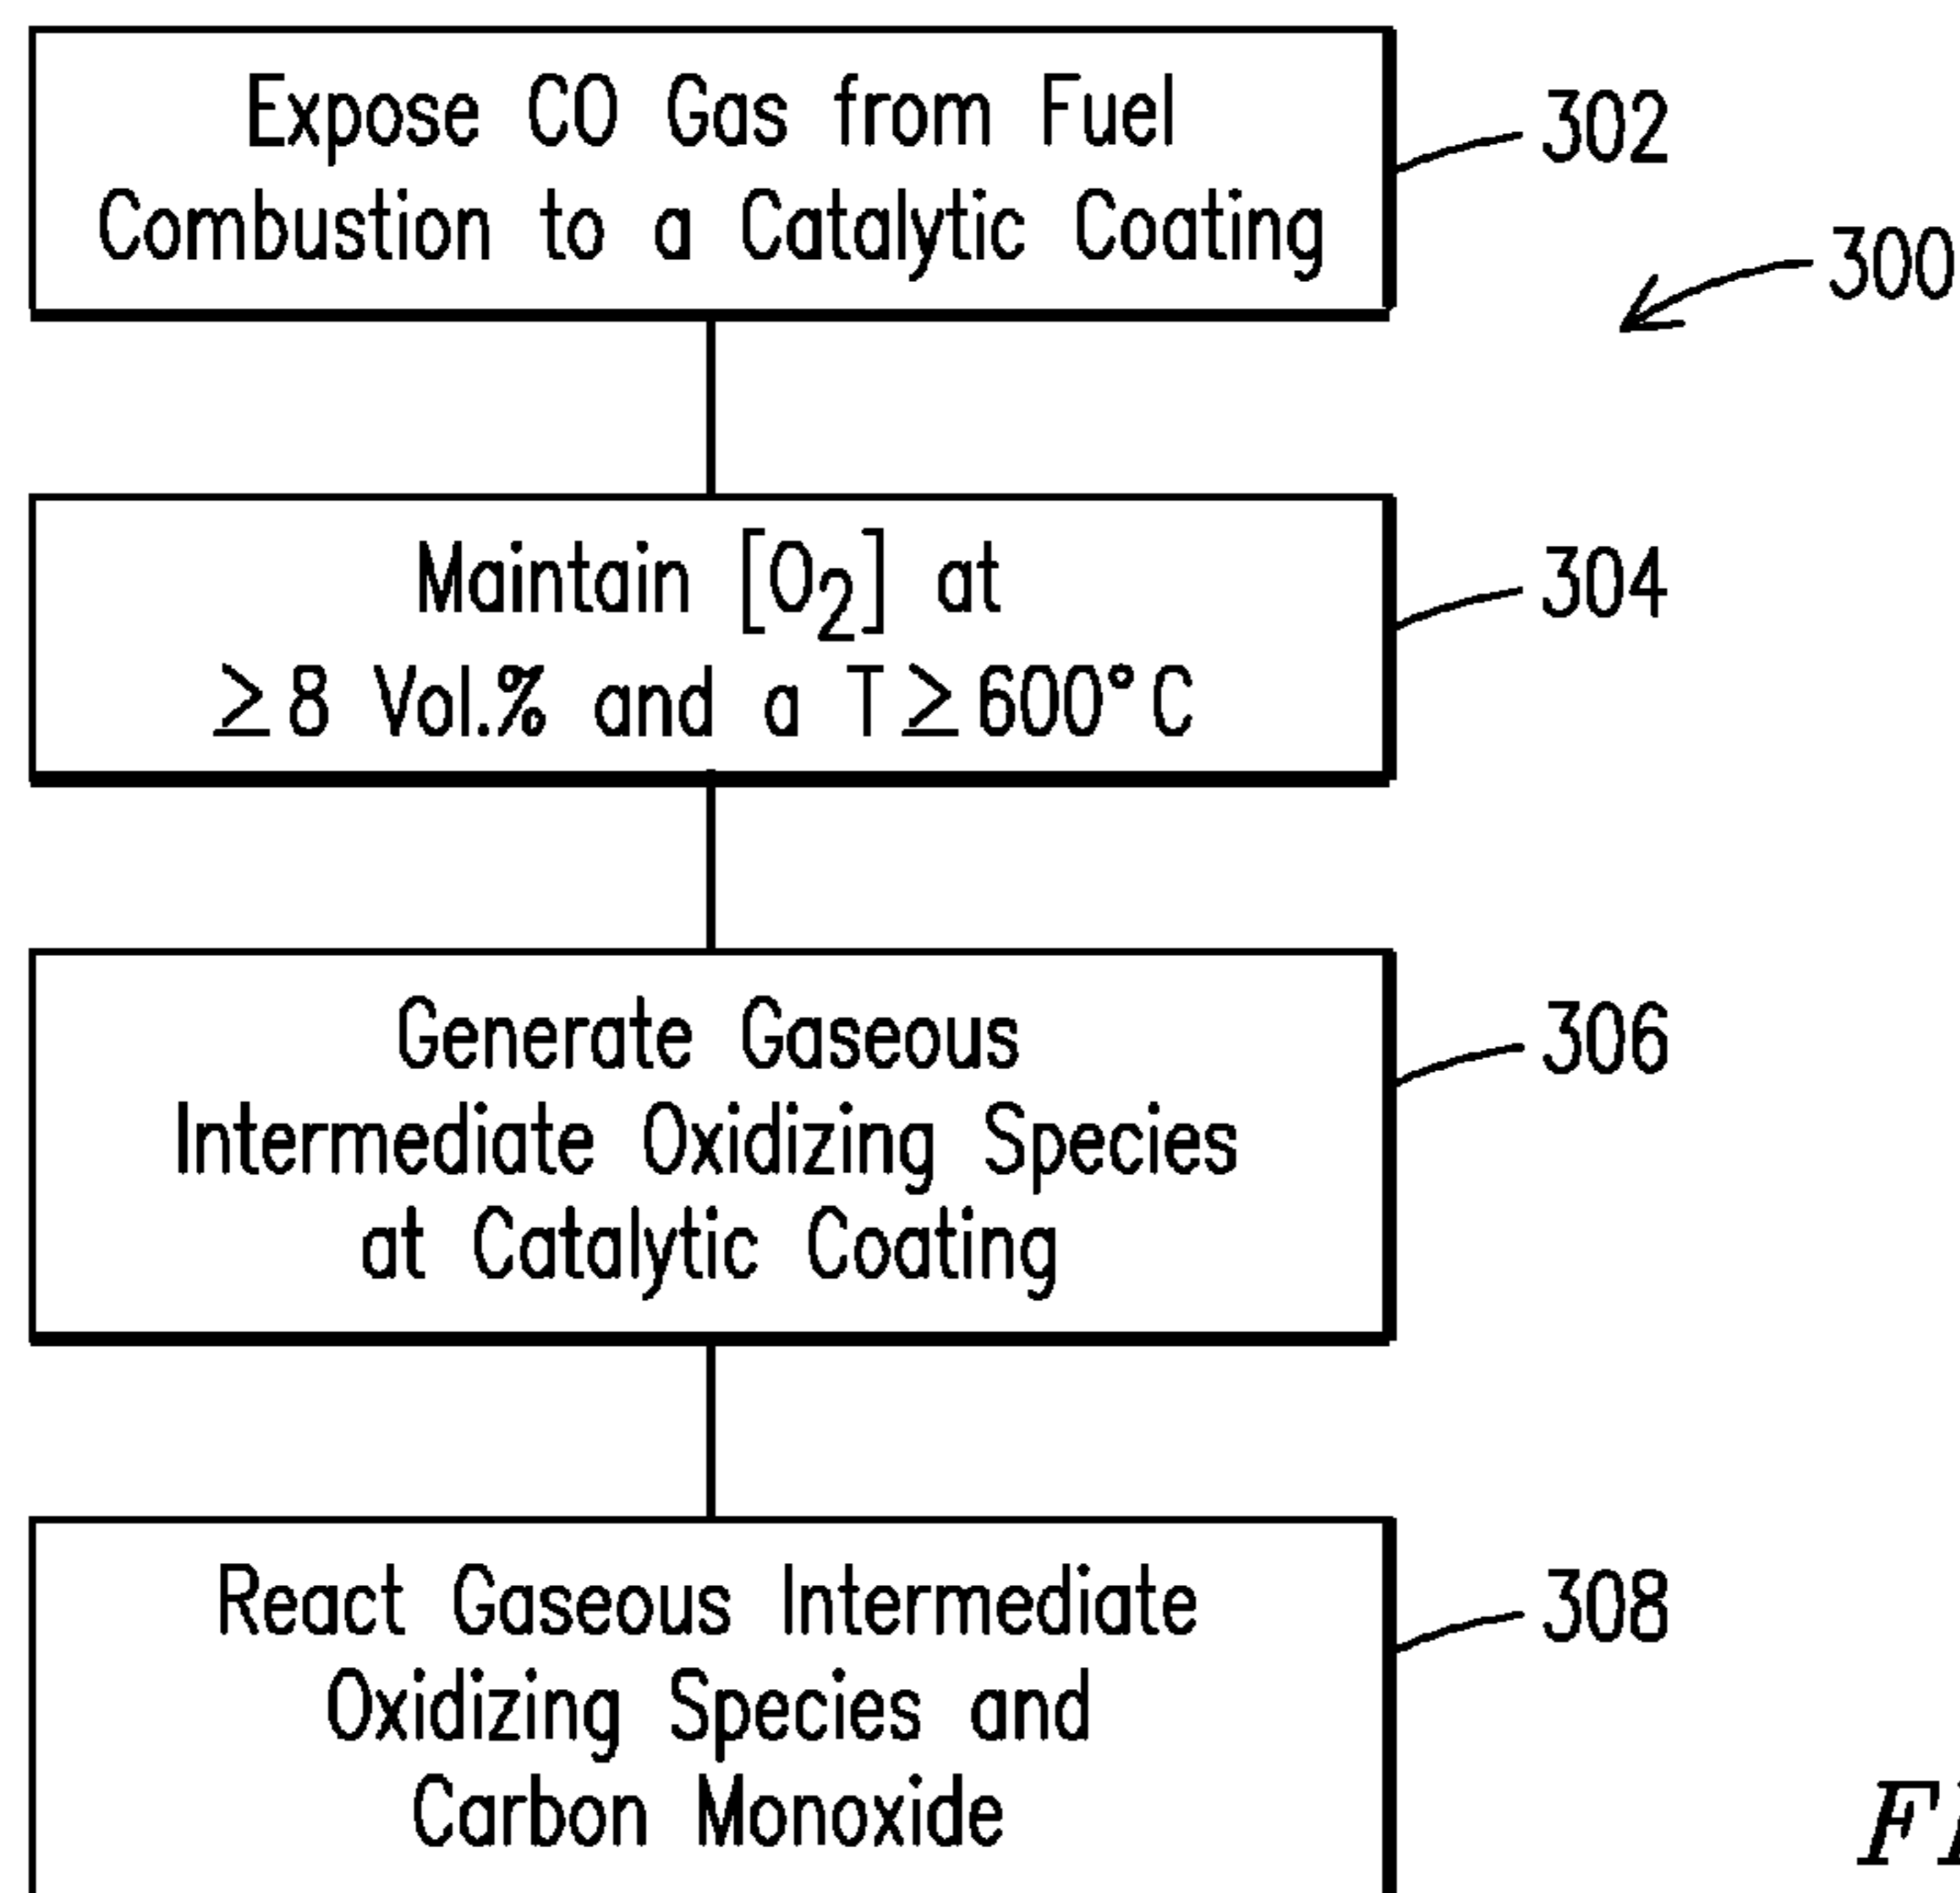 Expose CO Gas from Fuel
Combustion to a Catalytic Coating
302
300
Maintain [O₂] at
≥8 Vol.% and a T≥600°C
304
Generate Gaseous
Intermediate Oxidizing Species
at Catalytic Coating
306
React Gaseous Intermediate
Oxidizing Species and
Carbon Monoxide
308